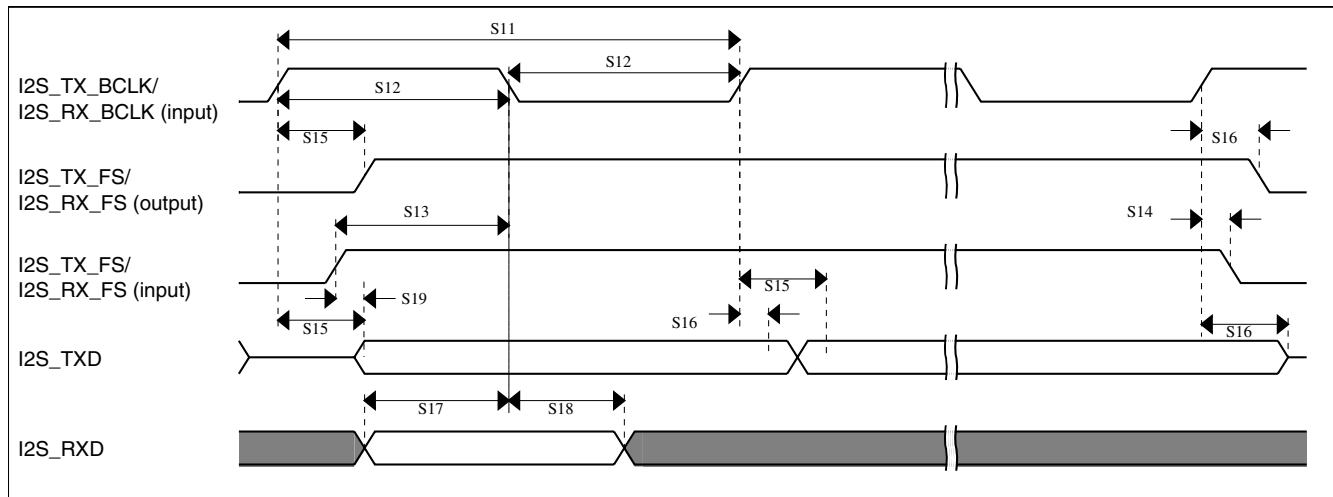 S11
I2S_TX_BCLK/
I2S_RX_BCLK (input)
S12
S12
S15
S16
I2S_TX_FS/
I2S_RX_FS (output)
S13
S14
I2S_TX_FS/
I2S_RX_FS (input)
S15
S19
S16
S15
S16
I2S_TXD
S17
S18
I2S_RXD